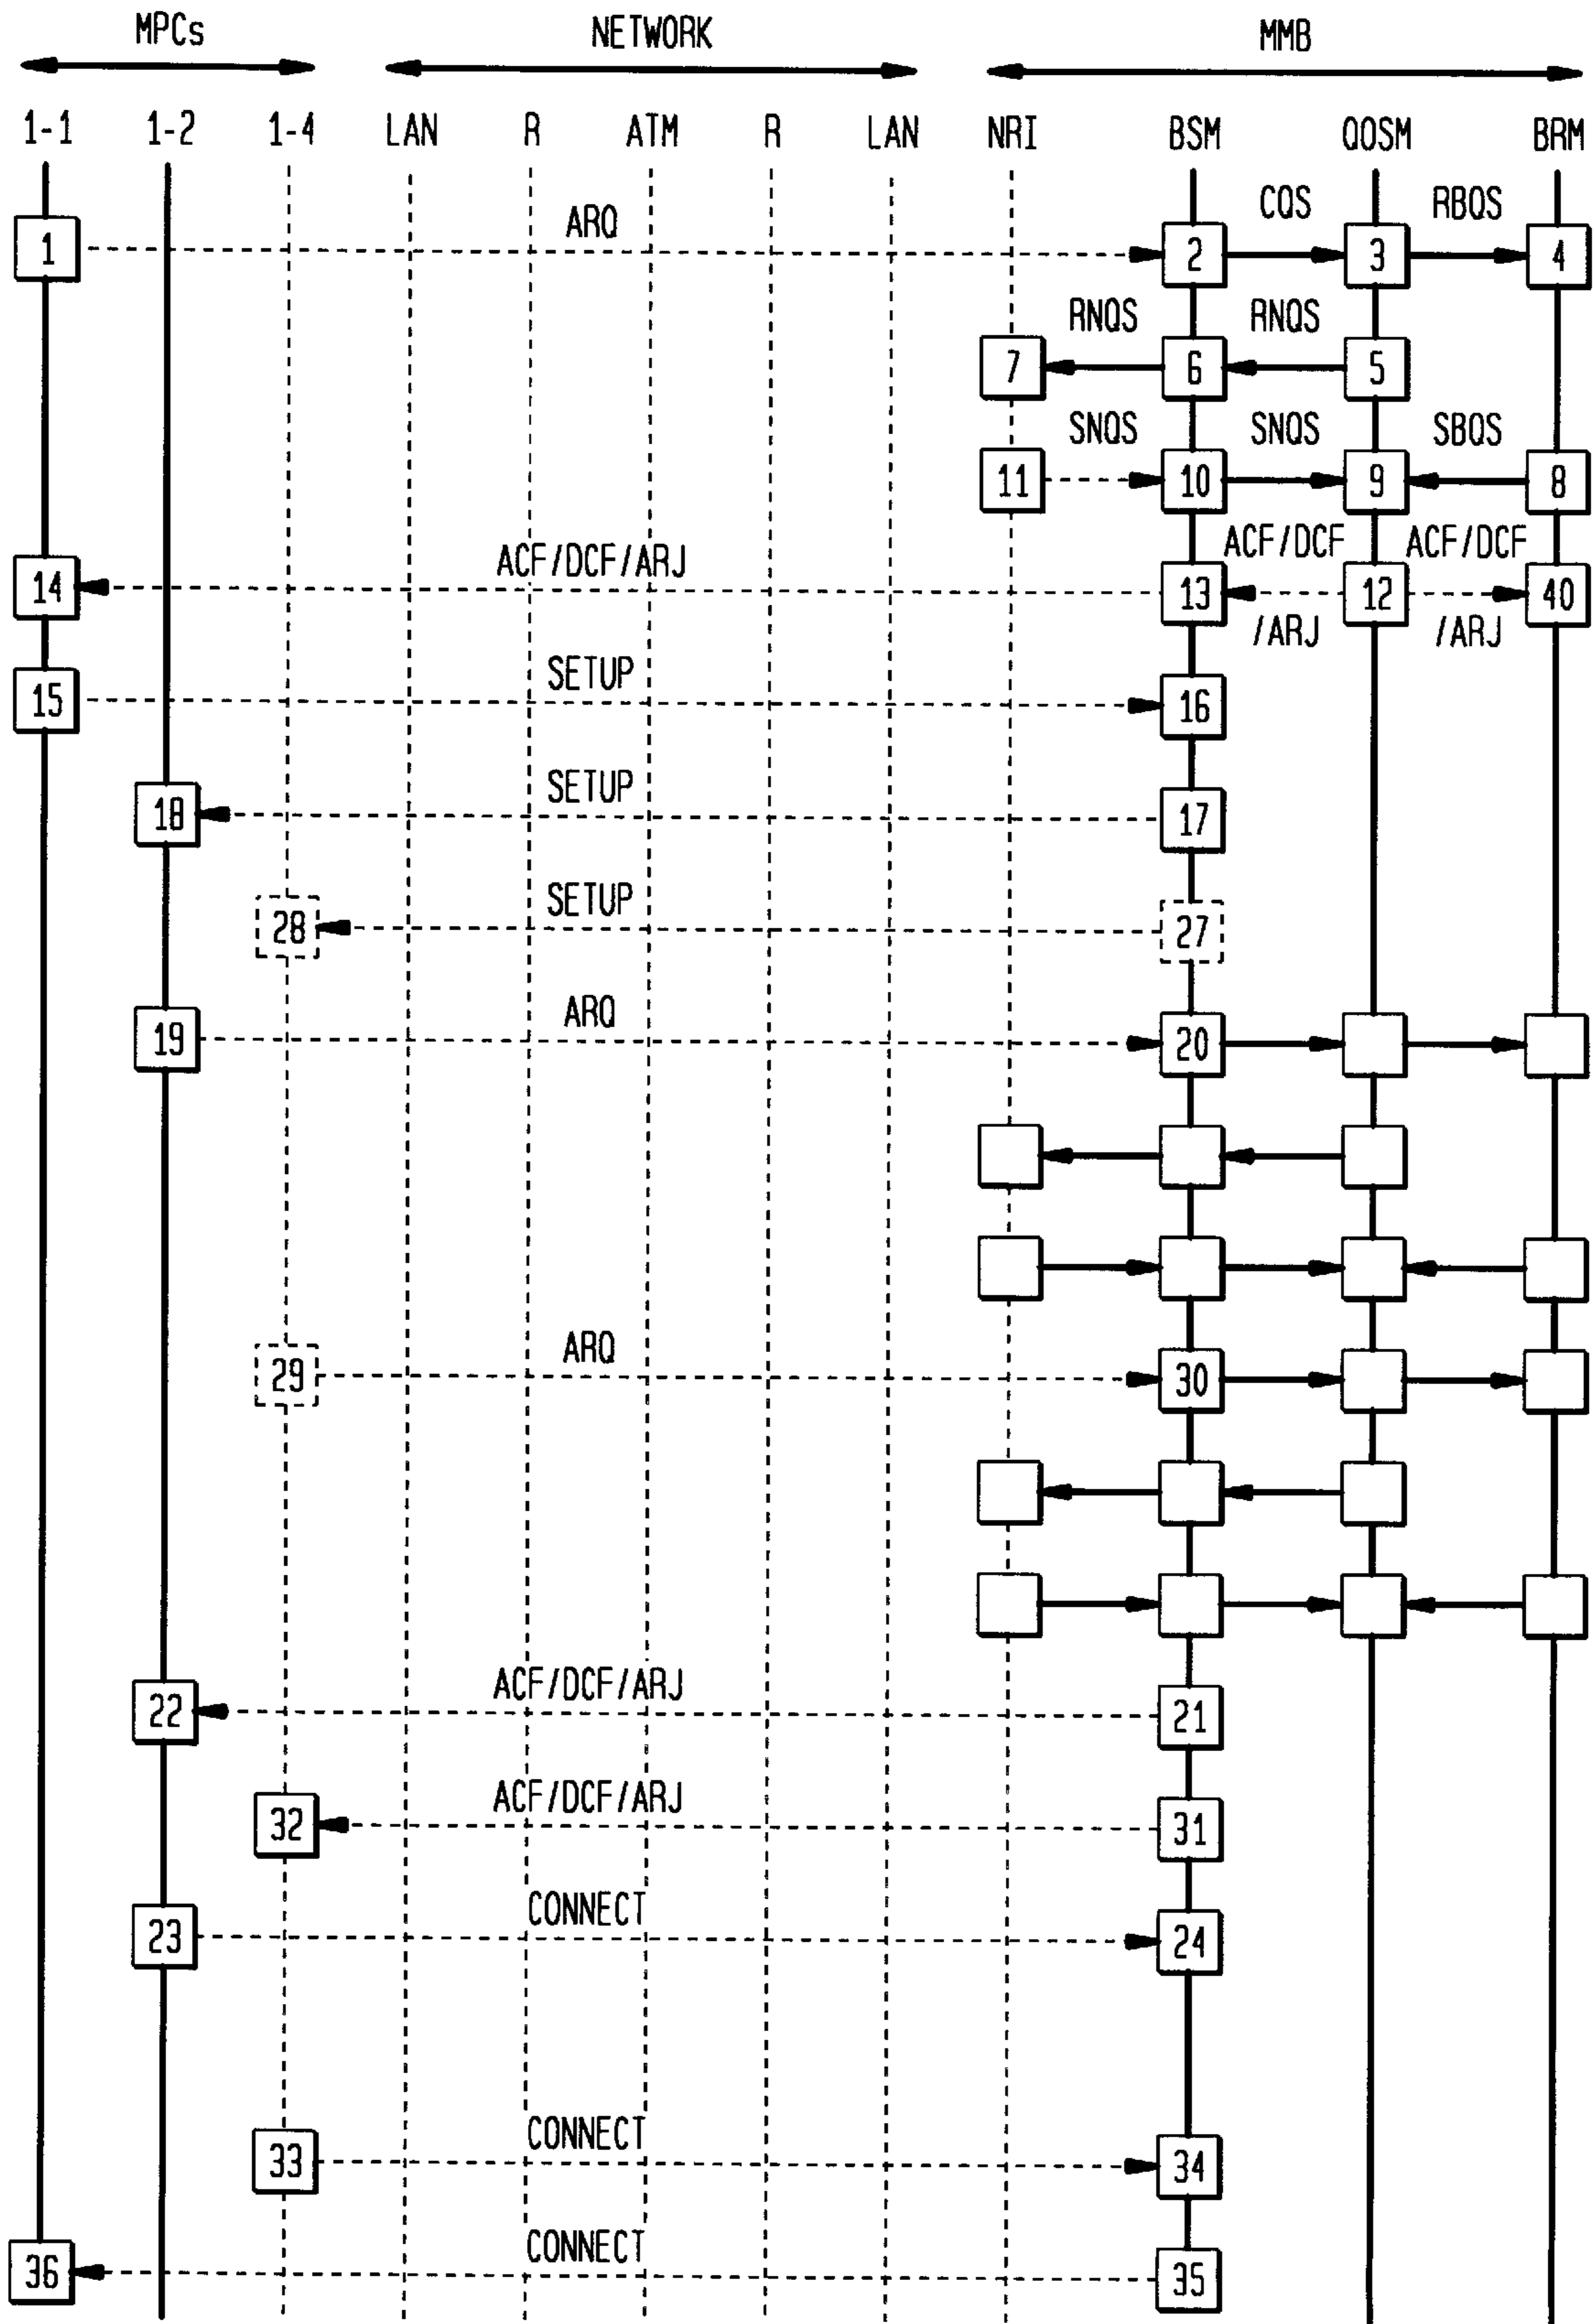 MPCs NETWORK MMB
1-1 1-2 1-4 LAN R ATM R LAN NRI BSM QOSM BRM
ARQ CQS RBQS
1 2 3 4
RNQS RNQS
7 6 5
SNQS SNQS SBQS
11 10 9 8
ACF/DCF/ARJ ACF/DCF ACF/DCF
14 13 12 40
/ARJ /ARJ
SETUP
15 16
SETUP
18 17
SETUP
28 27
ARQ
19 20
ARQ
29 30
ACF/DCF/ARJ
22 21
ACF/DCF/ARJ
32 31
CONNECT
23 24
CONNECT
33 34
CONNECT
36 35